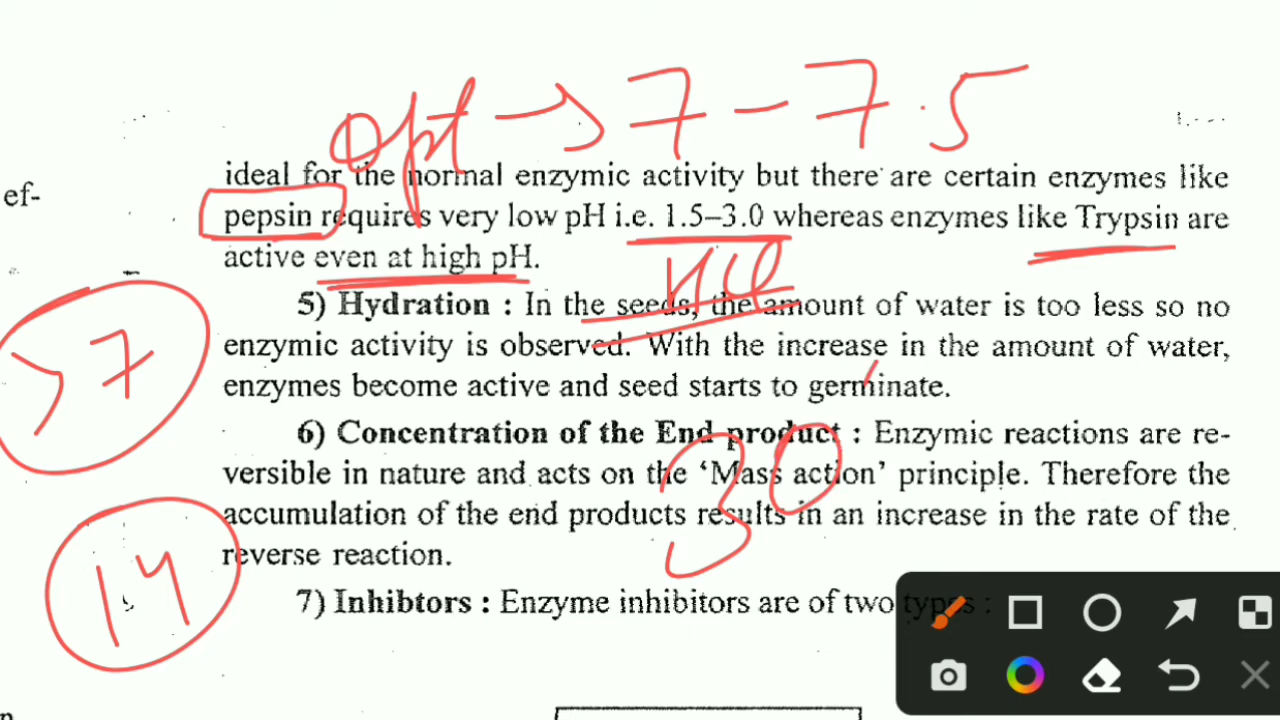 opt → 7 – 7.5
ef-
ideal for the normal enzymic activity but there are certain enzymes like
pepsin requires very low pH i.e. 1.5–3.0 whereas enzymes like Trypsin are
active even at high pH.
HCl
5) Hydration : In the seeds, the amount of water is too less so no
enzymic activity is observed. With the increase in the amount of water,
enzymes become active and seed starts to germinate.
>7
6) Concentration of the End product : Enzymic reactions are re-
versible in nature and acts on the ‘Mass action’ principle. Therefore the
accumulation of the end products results in an increase in the rate of the
reverse reaction.
30
14
7) Inhibtors : Enzyme inhibitors are of two types :